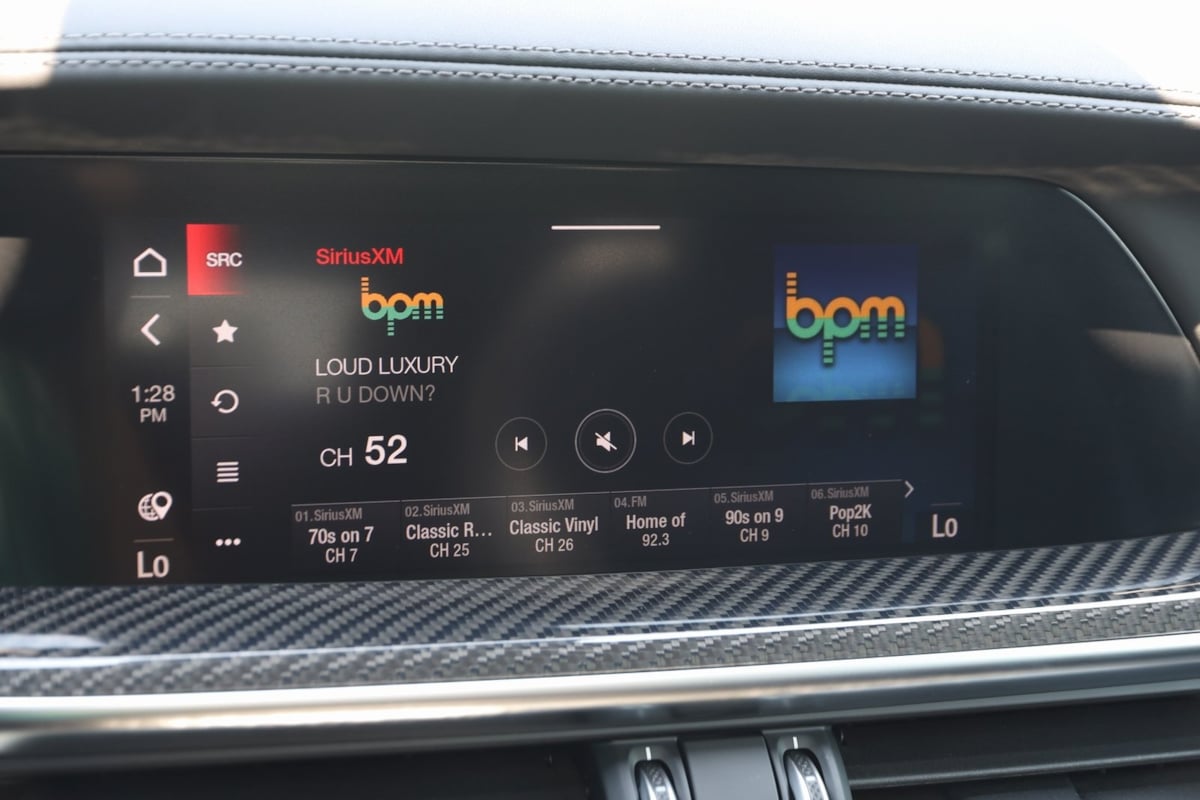 SRC
1:28
PM
Lo
SiriusXM
bpm
LOUD LUXURY
R U DOWN?
CH 52
bpm
01.SiriusXM
70s on 7
CH 7
02.SiriusXM
Classic R...
CH 25
03.SiriusXM
Classic Vinyl
CH 26
04.FM
Home of
92.3
05.SiriusXM
90s on 9
CH 9
06.SiriusXM
Pop2K
CH 10
Lo